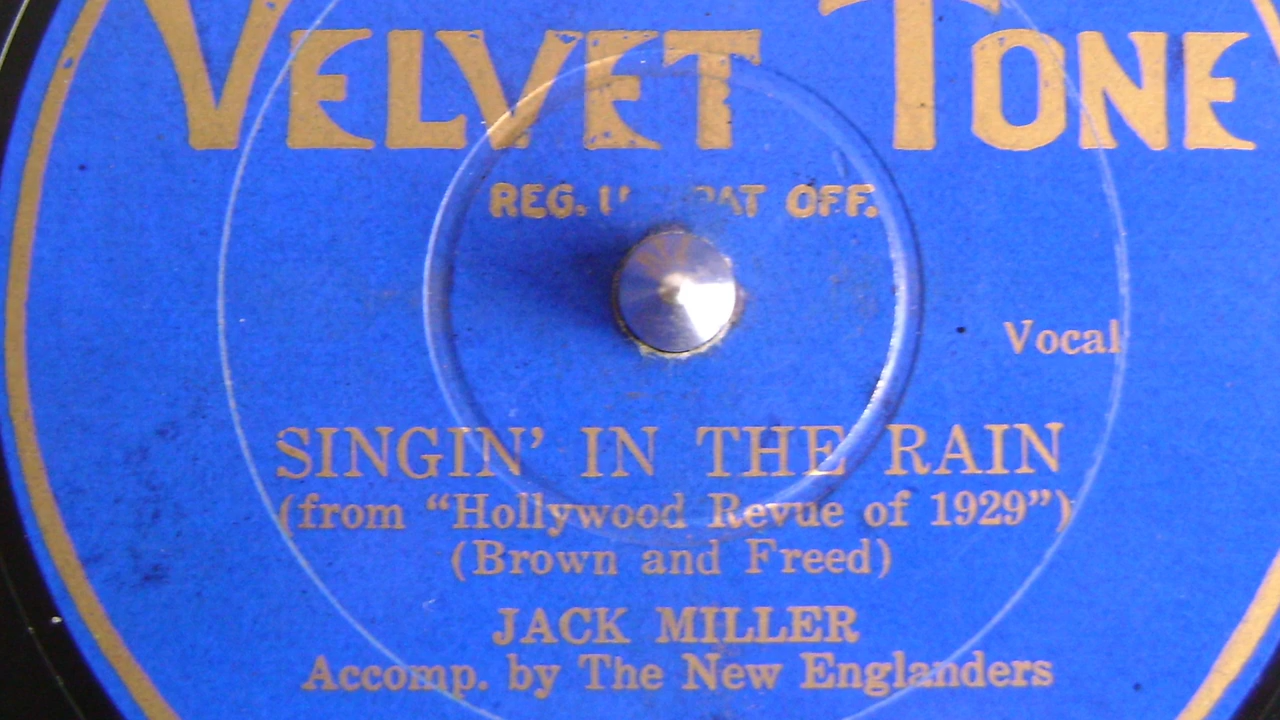 VELVET TONE
REG. U PAT OFF.
Vocal
SINGIN' IN THE RAIN
(from "Hollywood Revue of 1929")
(Brown and Freed)
JACK MILLER
Accomp. by The New Englanders